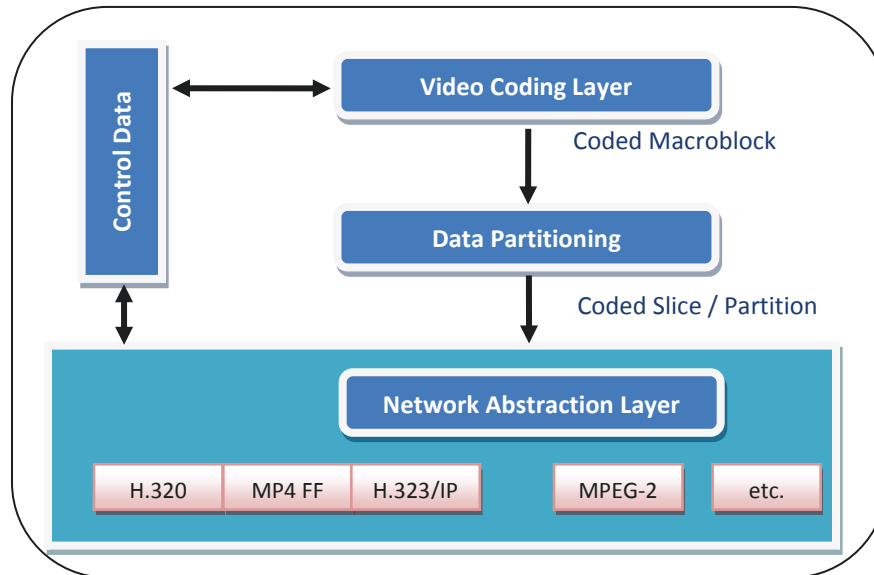 Control Data
Video Coding Layer
Coded Macroblock
Data Partitioning
Coded Slice / Partition
Network Abstraction Layer
H.320
MP4 FF
H.323/IP
MPEG-2
etc.